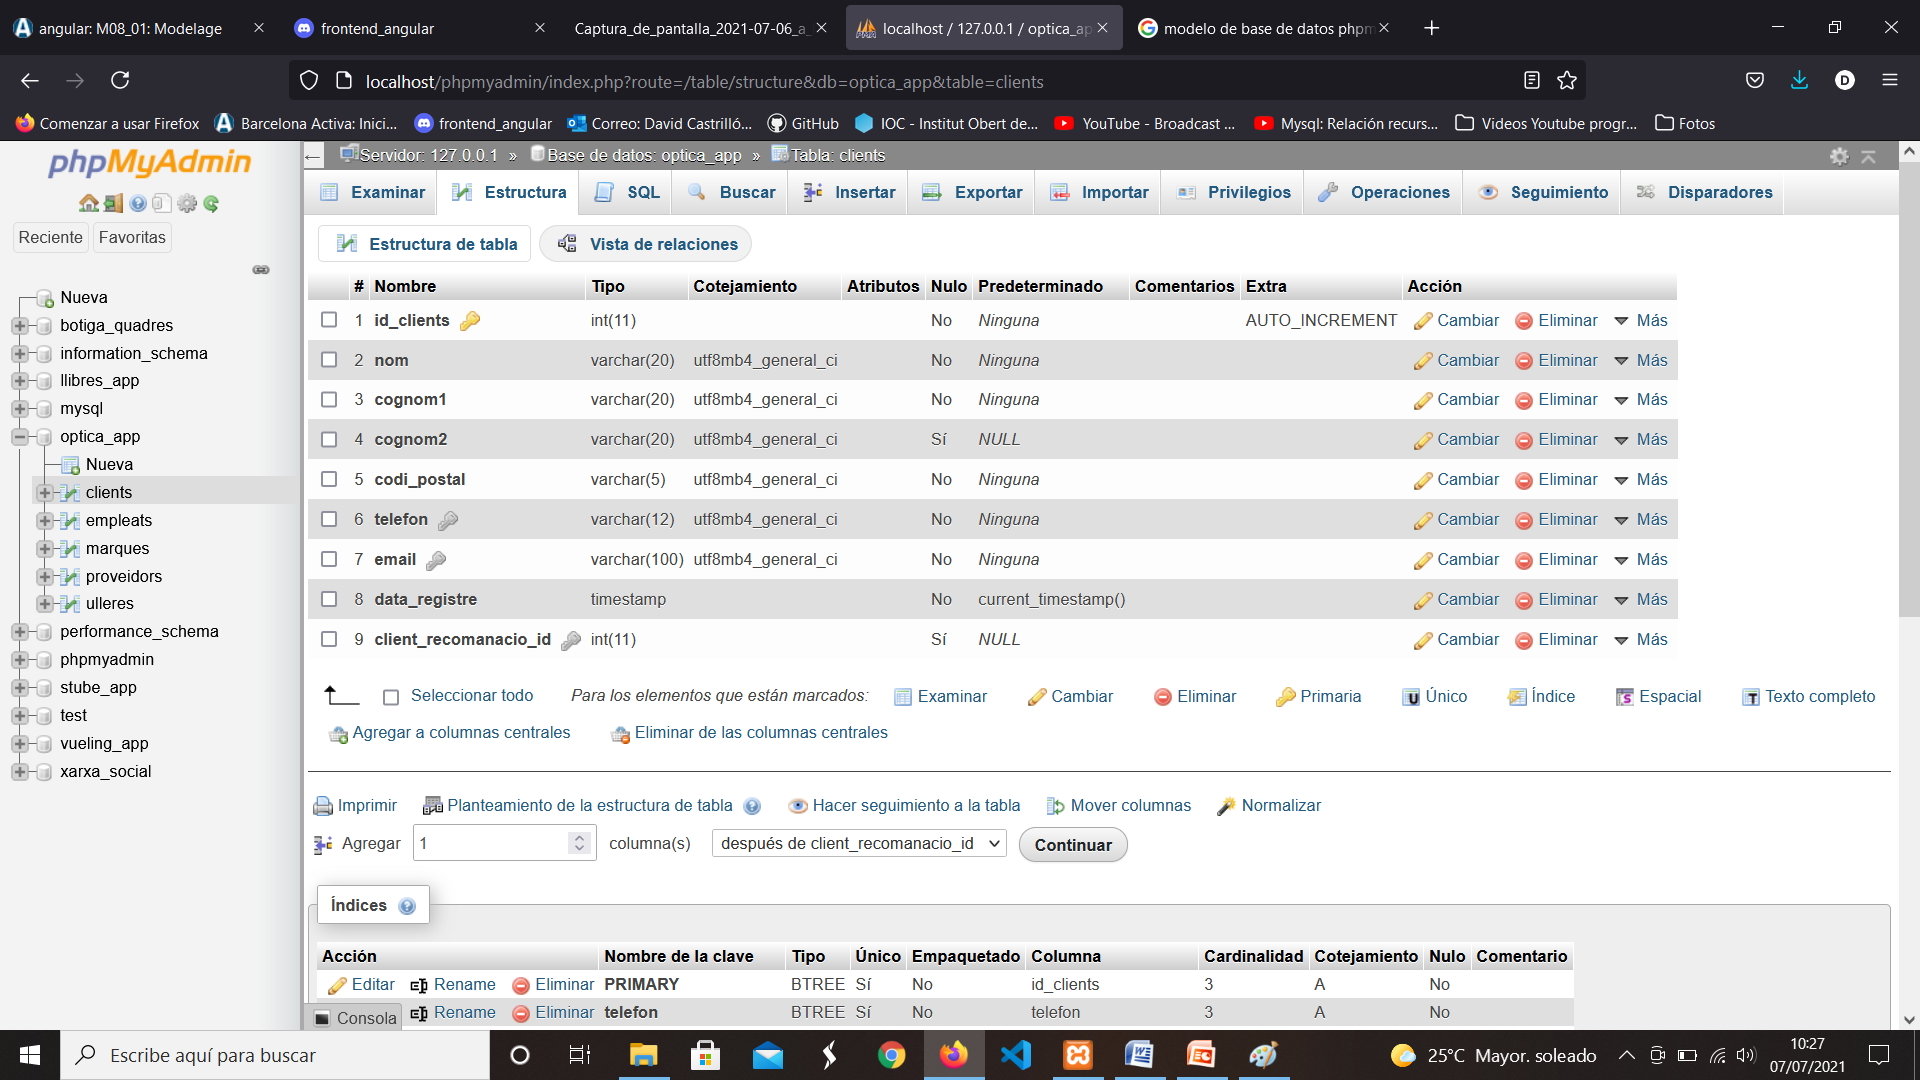 angular: M08_01: Modelage
frontend_angular
Captura_de_pantalla_2021-07-06_a_
localhost / 127.0.0.1 / optica_ap
modelo de base de datos phpm
localhost/phpmyadmin/index.php?route=/table/structure&db=optica_app&table=clients
D
Comenzar a usar Firefox
Barcelona Activa: Inici...
frontend_angular
Correo: David Castrilló...
GitHub
IOC - Institut Obert de...
YouTube - Broadcast ...
Mysql: Relación recurs...
Videos Youtube progr...
Fotos
phpMyAdmin
Reciente Favoritas
Nueva
botiga_quadres
information_schema
llibres_app
mysql
optica_app
Nueva
clients
empleats
marques
proveidors
ulleres
performance_schema
phpmyadmin
stube_app
test
vueling_app
xarxa_social
Servidor: 127.0.0.1 » Base de datos: optica_app » Tabla: clients
Examinar Estructura SQL Buscar Insertar Exportar Importar Privilegios Operaciones Seguimiento Disparadores
Estructura de tabla Vista de relaciones
# Nombre Tipo Cotejamiento Atributos Nulo Predeterminado Comentarios Extra Acción
1 id_clients int(11) No Ninguna AUTO_INCREMENT Cambiar Eliminar Más
2 nom varchar(20) utf8mb4_general_ci No Ninguna Cambiar Eliminar Más
3 cognom1 varchar(20) utf8mb4_general_ci No Ninguna Cambiar Eliminar Más
4 cognom2 varchar(20) utf8mb4_general_ci Sí NULL Cambiar Eliminar Más
5 codi_postal varchar(5) utf8mb4_general_ci No Ninguna Cambiar Eliminar Más
6 telefon varchar(12) utf8mb4_general_ci No Ninguna Cambiar Eliminar Más
7 email varchar(100) utf8mb4_general_ci No Ninguna Cambiar Eliminar Más
8 data_registre timestamp No current_timestamp() Cambiar Eliminar Más
9 client_recomanacio_id int(11) Sí NULL Cambiar Eliminar Más
Seleccionar todo Para los elementos que están marcados: Examinar Cambiar Eliminar Primaria Único Índice Espacial Texto completo
Agregar a columnas centrales Eliminar de las columnas centrales
Imprimir Planteamiento de la estructura de tabla Hacer seguimiento a la tabla Mover columnas Normalizar
Agregar 1 columna(s) después de client_recomanacio_id Continuar
Índices
Acción Nombre de la clave Tipo Único Empaquetado Columna Cardinalidad Cotejamiento Nulo Comentario
Editar Rename Eliminar PRIMARY BTREE Sí No id_clients 3 A No
Rename Eliminar telefon BTREE Sí No telefon 3 A No
Consola
Escribe aquí para buscar
25°C Mayor. soleado
10:27
07/07/2021